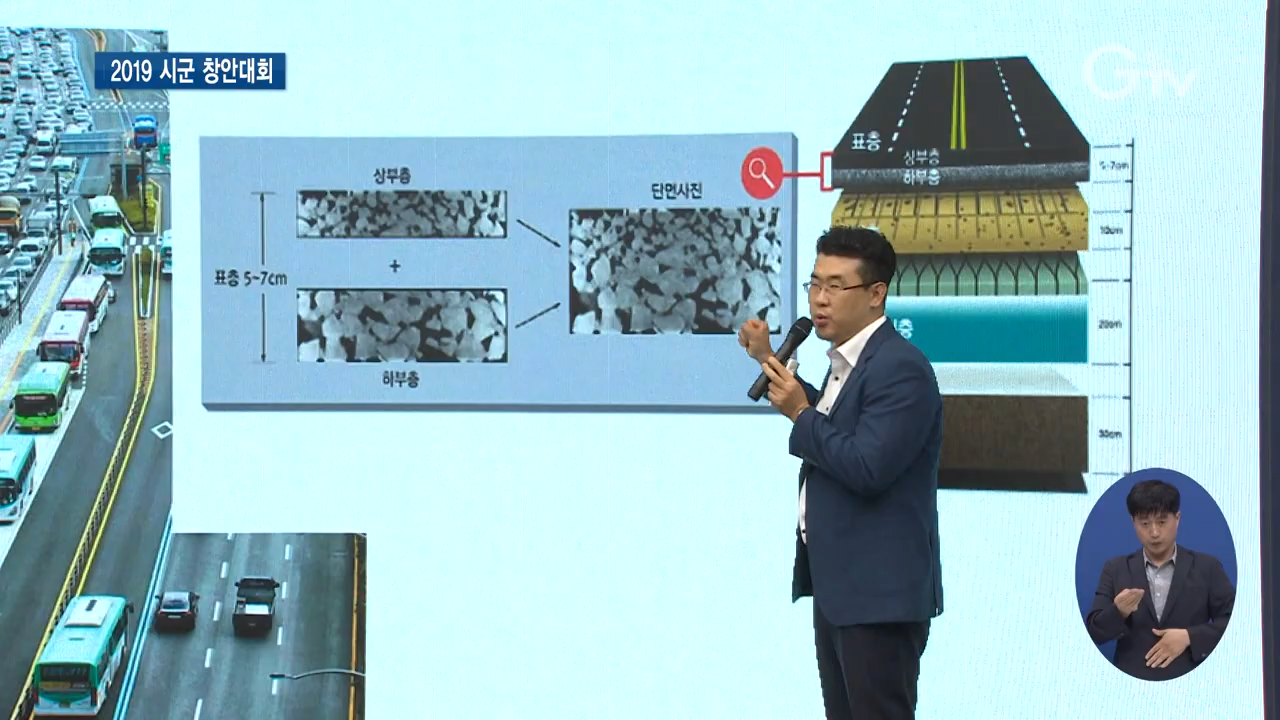 2019 시군 창안대회
GTV
상부층
표층 5~7cm
+
하부층
단면사진
표층
상부층
하부층
5~7cm
10cm
20cm
30cm